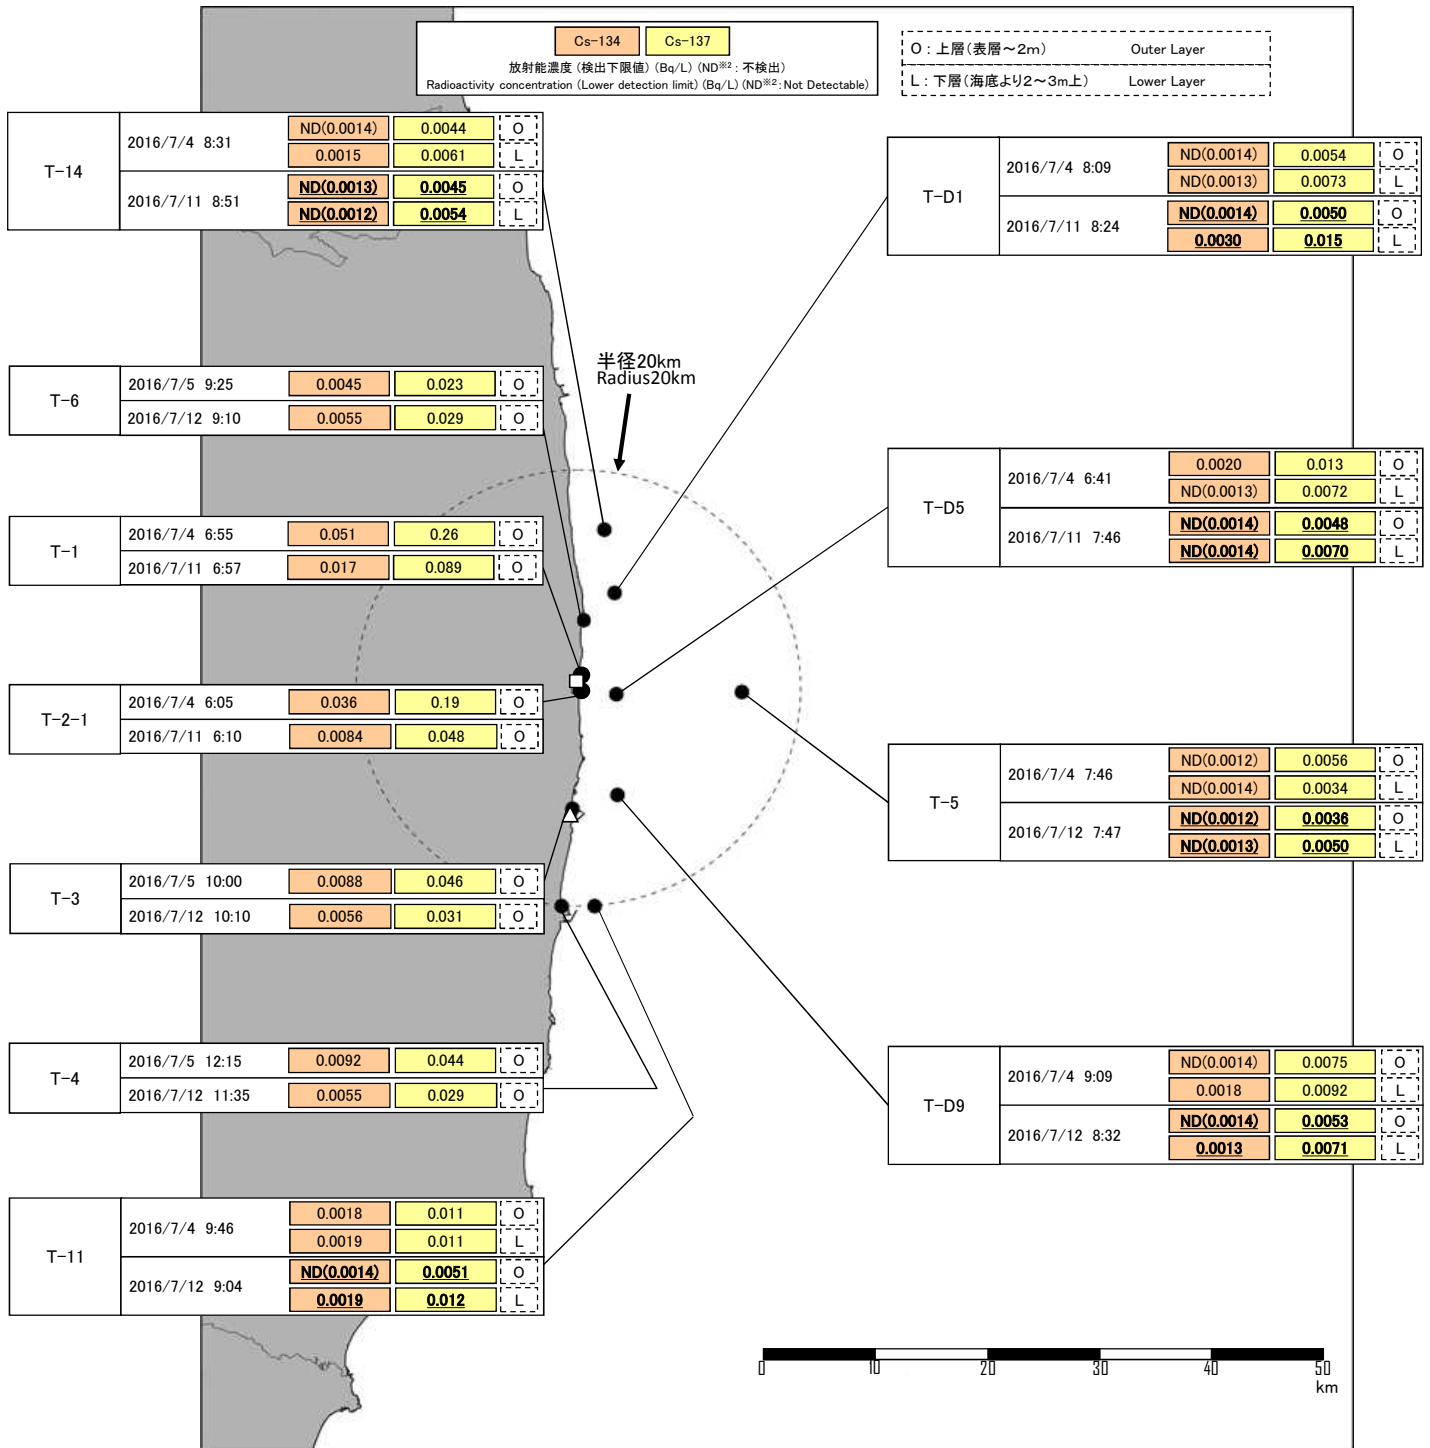 Cs-134 Cs-137
放射能濃度(検出下限値)(Bq/L)(ND※2:不検出)
Radioactivity concentration (Lower detection limit) (Bq/L) (ND※2:Not Detectable)
O:上層(表層~2m) Outer Layer
L:下層(海底より2~3m上) Lower Layer
T-14
2016/7/4 8:31
ND(0.0014) 0.0044 O
0.0015 0.0061 L
2016/7/11 8:51
ND(0.0013) 0.0045 O
ND(0.0012) 0.0054 L
T-6
2016/7/5 9:25 0.0045 0.023 O
2016/7/12 9:10 0.0055 0.029 O
T-1
2016/7/4 6:55 0.051 0.26 O
2016/7/11 6:57 0.017 0.089 O
T-2-1
2016/7/4 6:05 0.036 0.19 O
2016/7/11 6:10 0.0084 0.048 O
T-3
2016/7/5 10:00 0.0088 0.046 O
2016/7/12 10:10 0.0056 0.031 O
T-4
2016/7/5 12:15 0.0092 0.044 O
2016/7/12 11:35 0.0055 0.029 O
T-11
2016/7/4 9:46
0.0018 0.011 O
0.0019 0.011 L
2016/7/12 9:04
ND(0.0014) 0.0051 O
0.0019 0.012 L
半径20km
Radius20km
T-D1
2016/7/4 8:09
ND(0.0014) 0.0054 O
ND(0.0013) 0.0073 L
2016/7/11 8:24
ND(0.0014) 0.0050 O
0.0030 0.015 L
T-D5
2016/7/4 6:41
0.0020 0.013 O
ND(0.0013) 0.0072 L
2016/7/11 7:46
ND(0.0014) 0.0048 O
ND(0.0014) 0.0070 L
T-5
2016/7/4 7:46
ND(0.0012) 0.0056 O
ND(0.0014) 0.0034 L
2016/7/12 7:47
ND(0.0012) 0.0036 O
ND(0.0013) 0.0050 L
T-D9
2016/7/4 9:09
ND(0.0014) 0.0075 O
0.0018 0.0092 L
2016/7/12 8:32
ND(0.0014) 0.0053 O
0.0013 0.0071 L
0 10 20 30 40 50
km